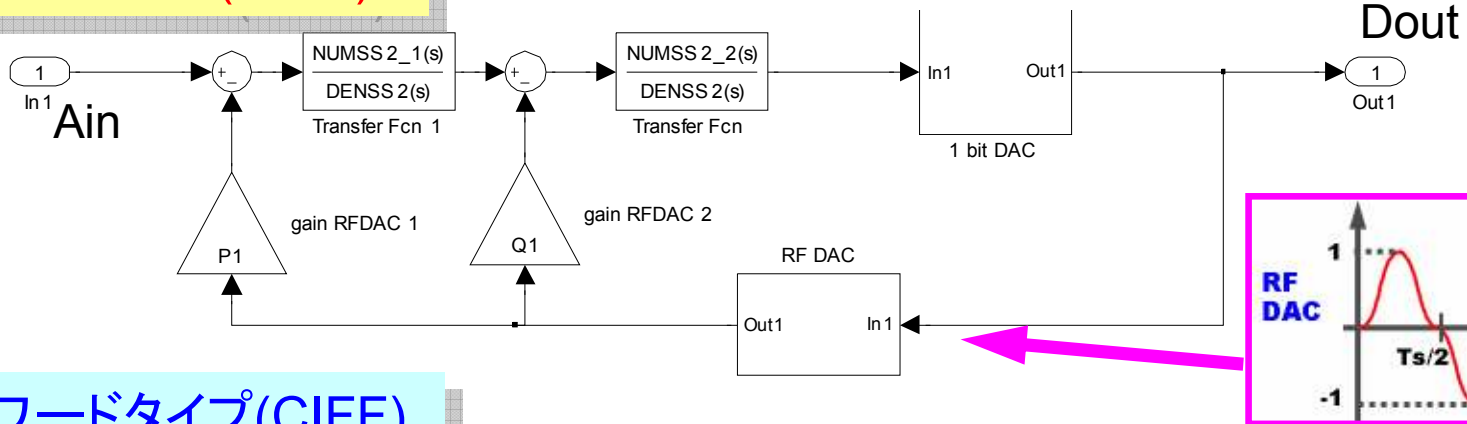 Dout
1
In1
Ain
+
_
NUMSS2_1(s)
DENSS2(s)
Transfer Fcn 1
+
_
NUMSS2_2(s)
DENSS2(s)
Transfer Fcn
In1
Out1
1 bit DAC
1
Out1
P1
gain RFDAC 1
Q1
gain RFDAC 2
RF DAC
Out1
In1
1
RF
DAC
Ts/2
-1
ワードタイプ(CIFF)